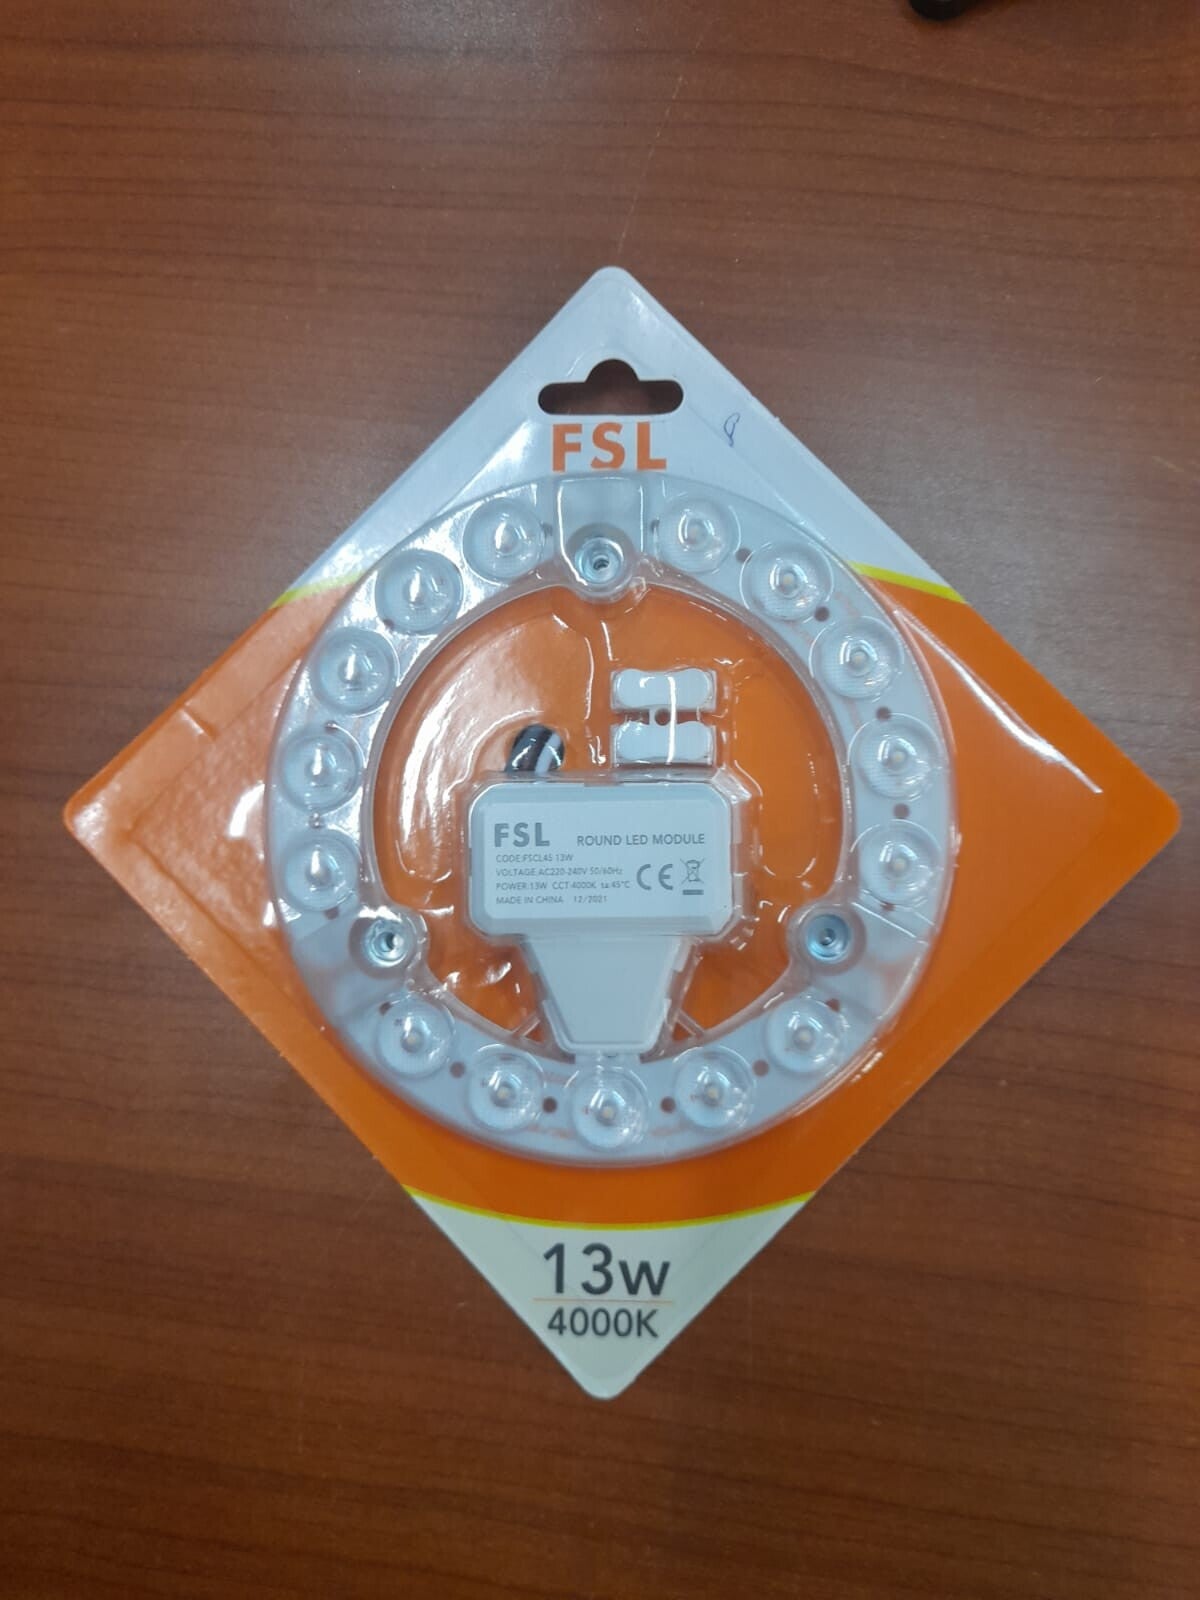 FSL
FSL ROUND LED MODULE
CODE:FSCL45 13W
VOLTAGE:AC220-240V 50/60Hz
POWER:13W CCT:4000K ta:45°C
CE
MADE IN CHINA 12/2021
13w
4000K